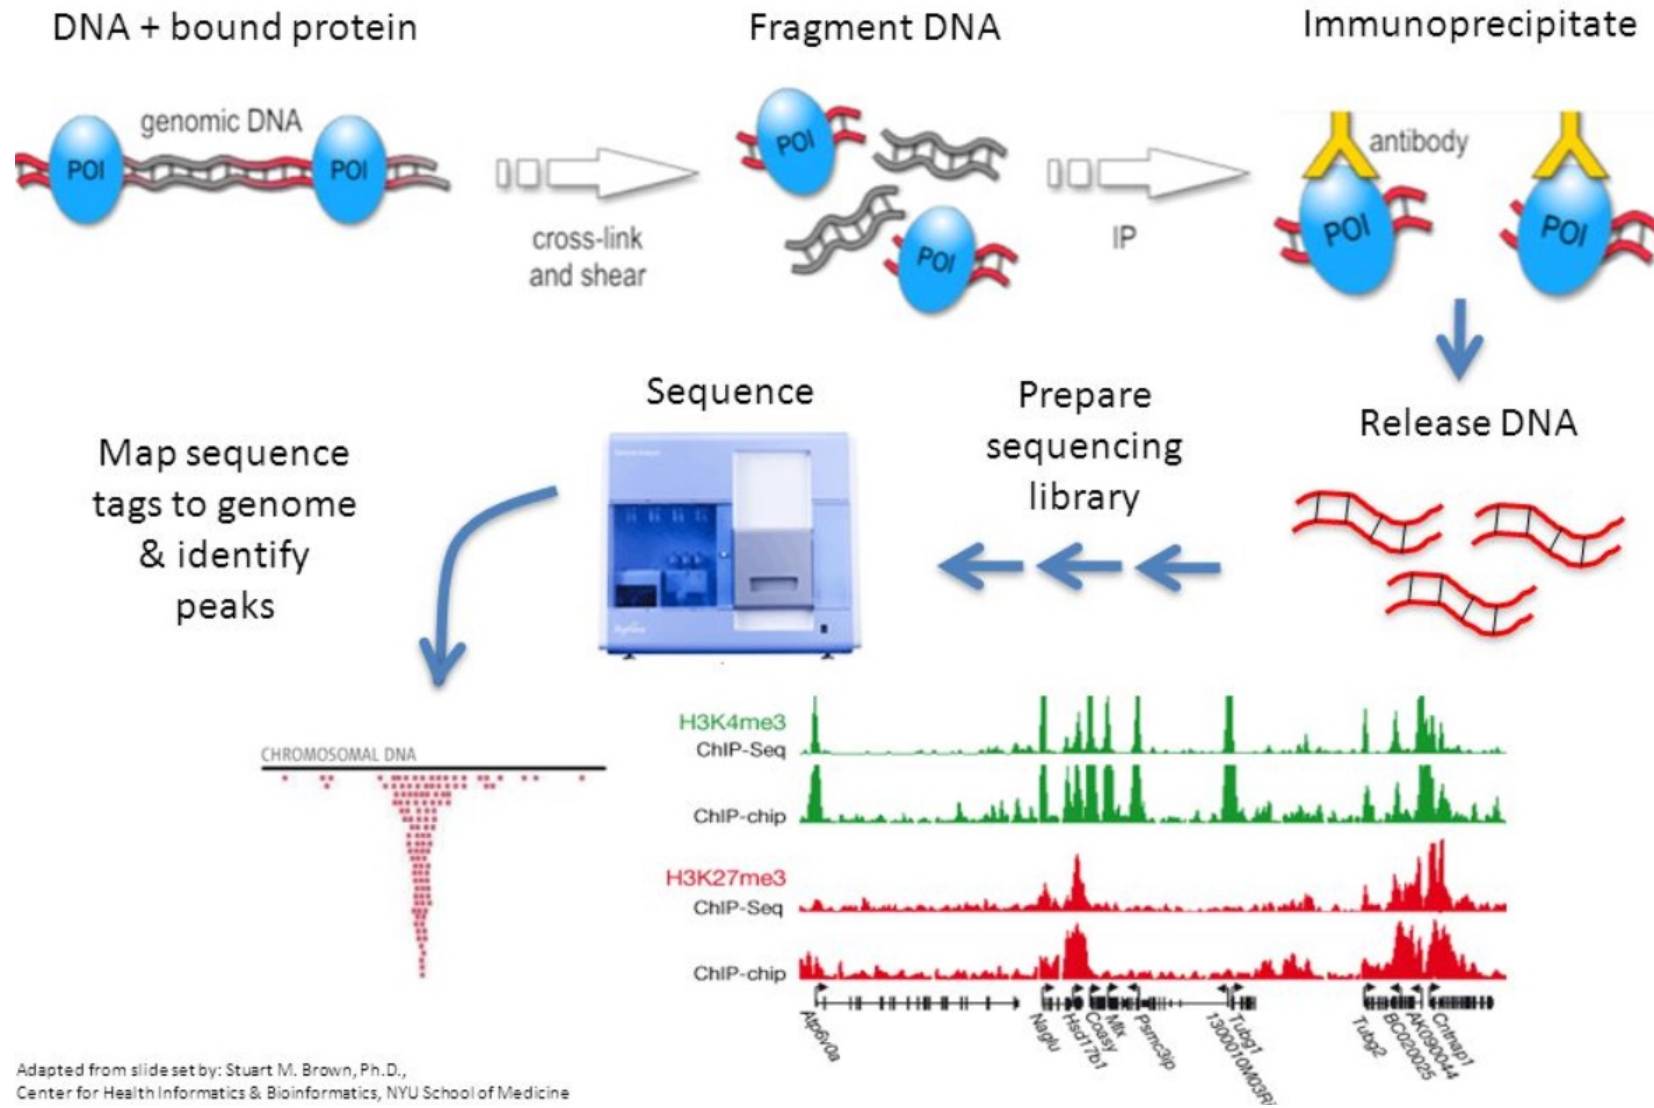 DNA + bound protein
Fragment DNA
Immunoprecipitate
genomic DNA
POI
POI
cross-link
and shear
POI
POI
IP
antibody
POI
POI
Release DNA
Prepare
sequencing
library
Sequence
Map sequence
tags to genome
& identify
peaks
CHROMOSOMAL DNA
H3K4me3
ChIP-Seq
ChIP-chip
H3K27me3
ChIP-Seq
ChIP-chip
Atp6v0a
Naglu
Hsd17b1
Coasy
Mlx
Psmc3ip
Tubg1
Tubg2
BC020025
AK090044
Cntnap1
Adapted from slide set by: Stuart M. Brown, Ph.D.,
Center for Health Informatics & Bioinformatics, NYU School of Medicine